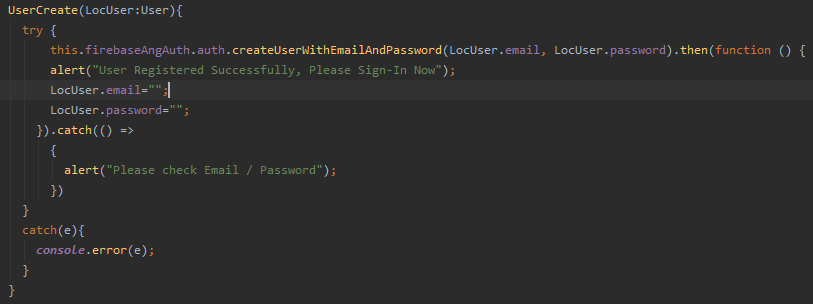 UserCreate(LocUser:User){
try {
this.firebaseAngAuth.auth.createUserWithEmailAndPassword(LocUser.email, LocUser.password).then(function () {
alert("User Registered Successfully, Please Sign-In Now");
LocUser.email="";
LocUser.password="";
}).catch(() =>
{
alert("Please check Email / Password");
})
}
catch(e){
console.error(e);
}
}